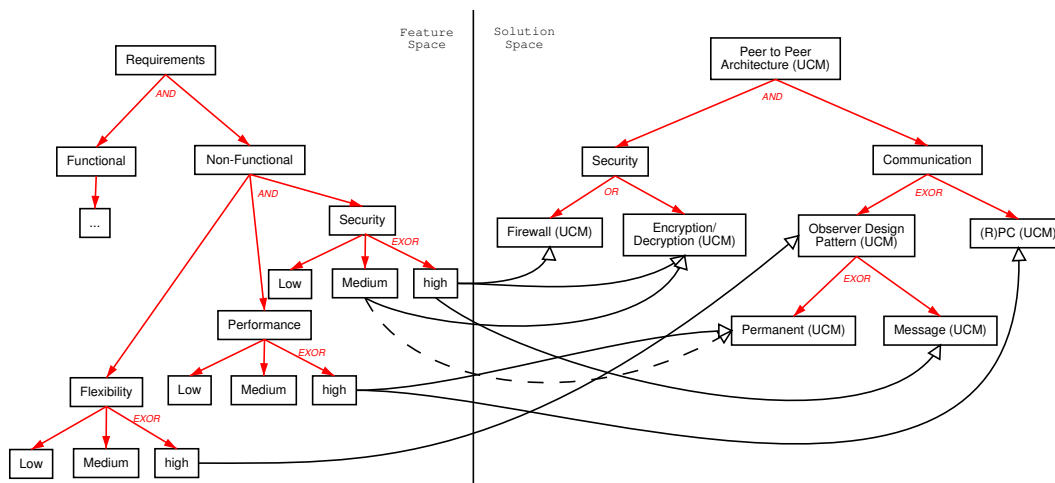 Feature
Space
Solution
Space
Requirements
AND
Functional
Non-Functional
...
AND
Security
EXOR
Low
Medium
high
Performance
EXOR
Low
Medium
high
Flexibility
EXOR
Low
Medium
high
Peer to Peer
Architecture (UCM)
AND
Security
Communication
OR
EXOR
Firewall (UCM)
Encryption/
Decryption (UCM)
Observer Design
Pattern (UCM)
(R)PC (UCM)
EXOR
Permanent (UCM)
Message (UCM)